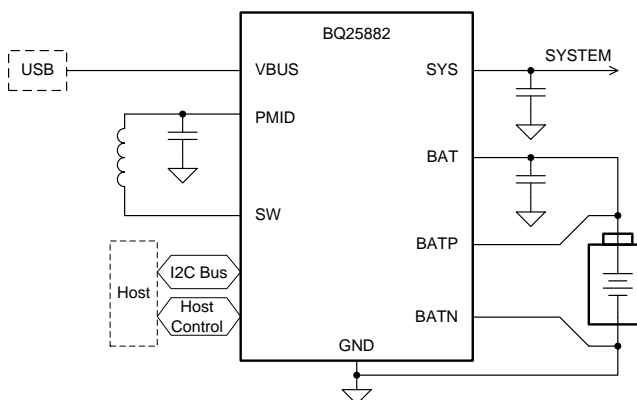 BQ25882
USB
VBUS
SYS
SYSTEM
PMID
BAT
SW
BATP
Host
I2C Bus
Host
Control
BATN
GND